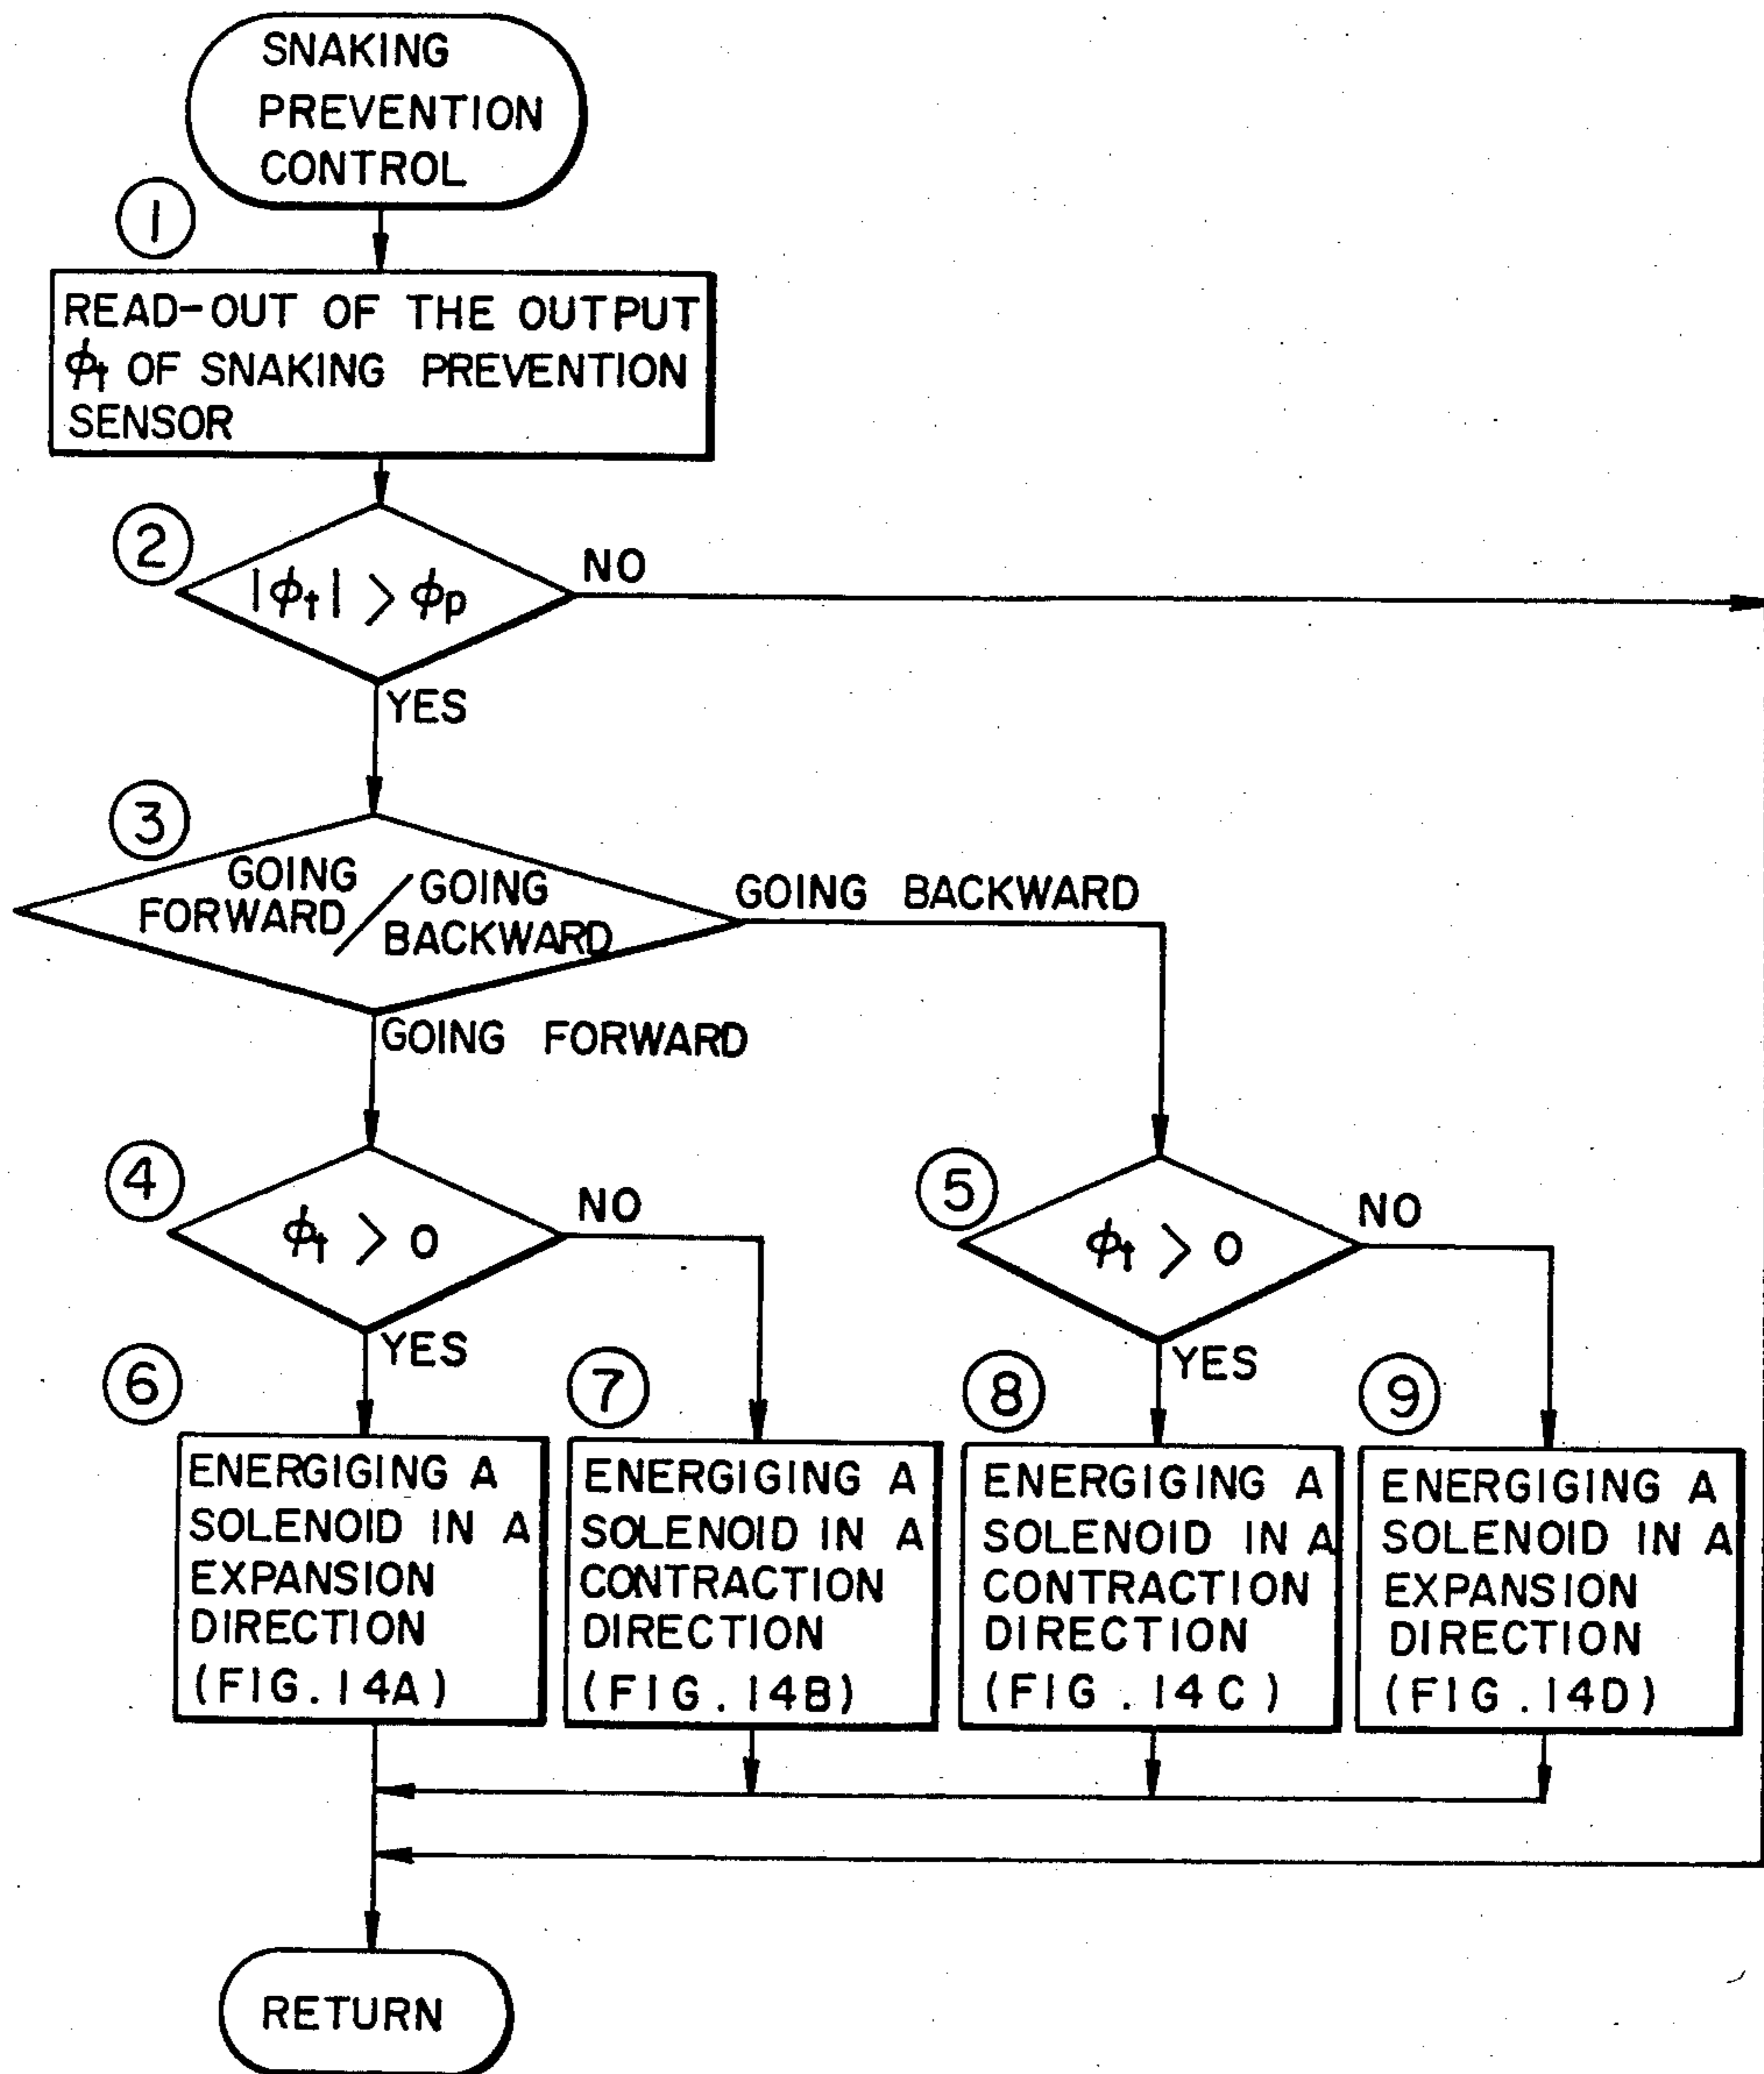 SNAKING
PREVENTION
CONTROL
①
READ-OUT OF THE OUTPUT
ϕt OF SNAKING PREVENTION
SENSOR
②
|ϕt| > ϕp
NO
YES
③
GOING
FORWARD
/
GOING
BACKWARD
GOING BACKWARD
GOING FORWARD
④
ϕt > 0
NO
YES
⑤
ϕt > 0
NO
YES
⑥
ENERGIGING A
SOLENOID IN A
EXPANSION
DIRECTION
(FIG.14A)
⑦
ENERGIGING A
SOLENOID IN A
CONTRACTION
DIRECTION
(FIG.14B)
⑧
ENERGIGING A
SOLENOID IN A
CONTRACTION
DIRECTION
(FIG.14C)
⑨
ENERGIGING A
SOLENOID IN A
EXPANSION
DIRECTION
(FIG.14D)
RETURN